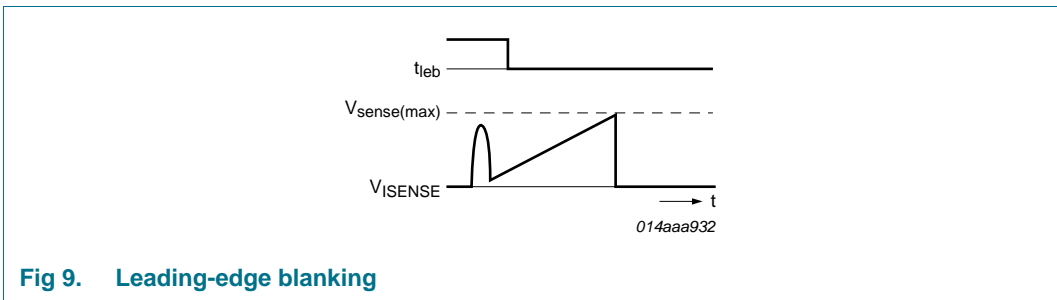 tleb
Vsense(max)
VISENSE
t
014aaa932
Fig 9. Leading-edge blanking